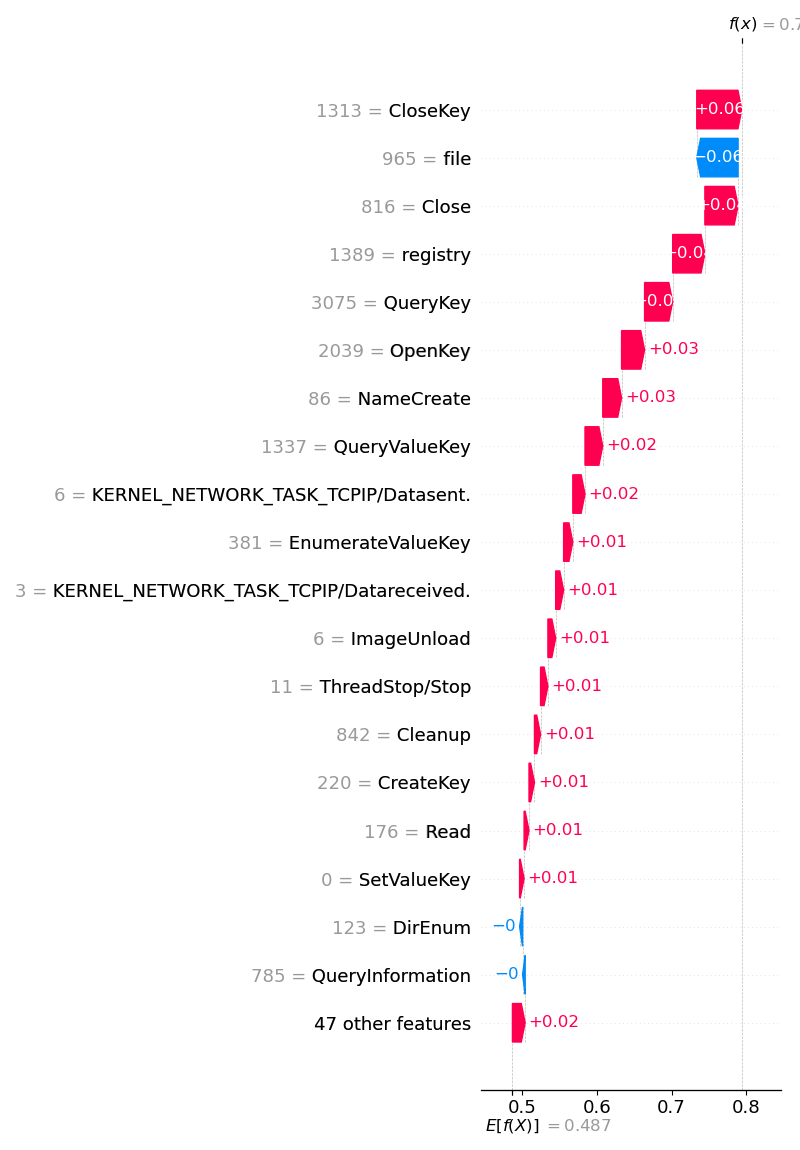 f(x) = 0.7
1313 = CloseKey +0.06
965 = file −0.06
816 = Close
1389 = registry
3075 = QueryKey
2039 = OpenKey +0.03
86 = NameCreate +0.03
1337 = QueryValueKey +0.02
6 = KERNEL_NETWORK_TASK_TCPIP/Datasent. +0.02
381 = EnumerateValueKey +0.01
3 = KERNEL_NETWORK_TASK_TCPIP/Datareceived. +0.01
6 = ImageUnload +0.01
11 = ThreadStop/Stop +0.01
842 = Cleanup +0.01
220 = CreateKey +0.01
176 = Read +0.01
0 = SetValueKey +0.01
123 = DirEnum −0
785 = QueryInformation −0
47 other features +0.02
0.5 0.6 0.7 0.8
E[f(X)] = 0.487